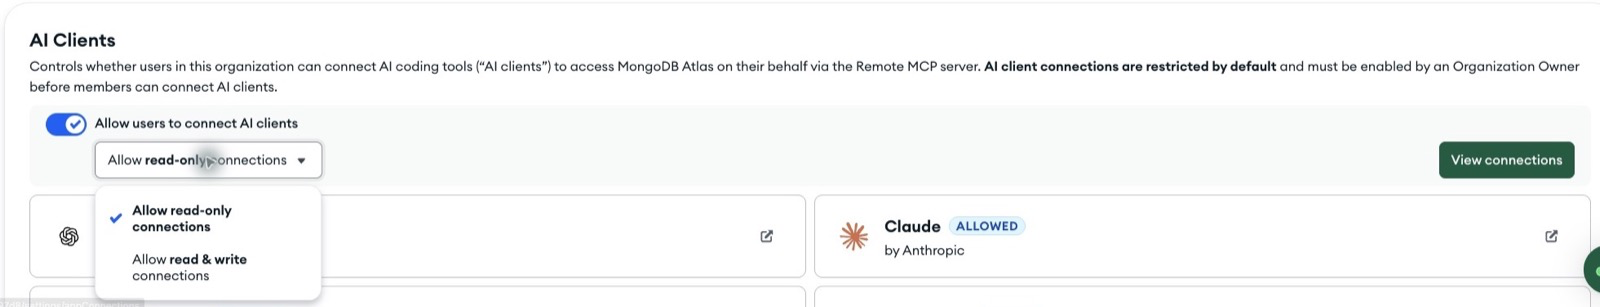 AI Clients
Controls whether users in this organization can connect AI coding tools (“AI clients”) to access MongoDB Atlas on their behalf via the Remote MCP server. AI client connections are restricted by default and must be enabled by an Organization Owner
before members can connect AI clients.
Allow users to connect AI clients
Allow read-only connections
View connections
Allow read-only
connections
Allow read & write
connections
Claude ALLOWED
by Anthropic